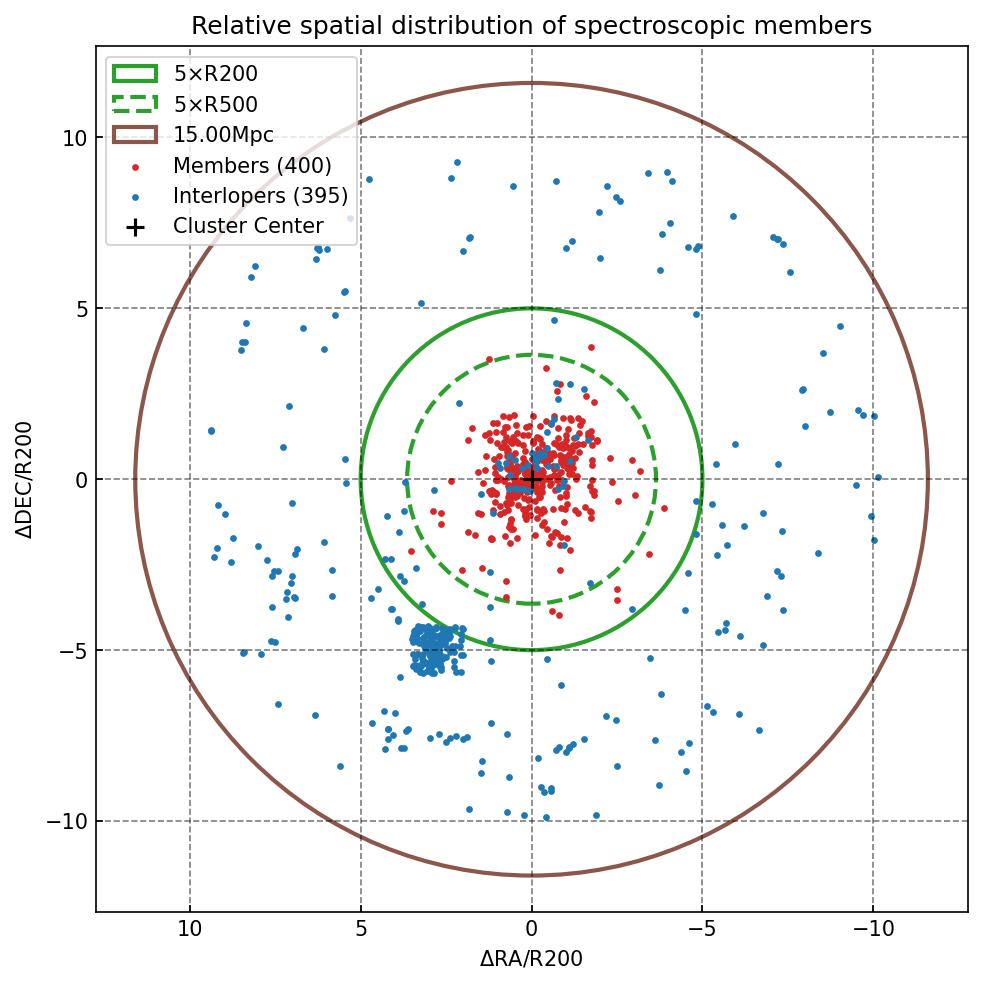 Relative spatial distribution of spectroscopic members
5×R200
5×R500
15.00Mpc
Members (400)
Interlopers (395)
Cluster Center
10
5
0
−5
−10
ΔDEC/R200
10
5
0
−5
−10
ΔRA/R200